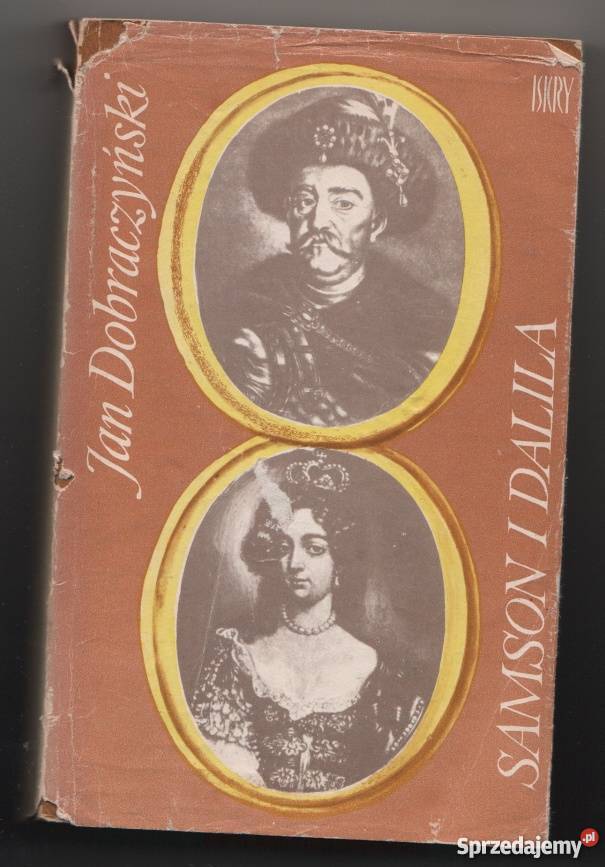 Jan Dobraczyński
ISKRY
SAMSON I DALILA
Sprzedajemy.pl